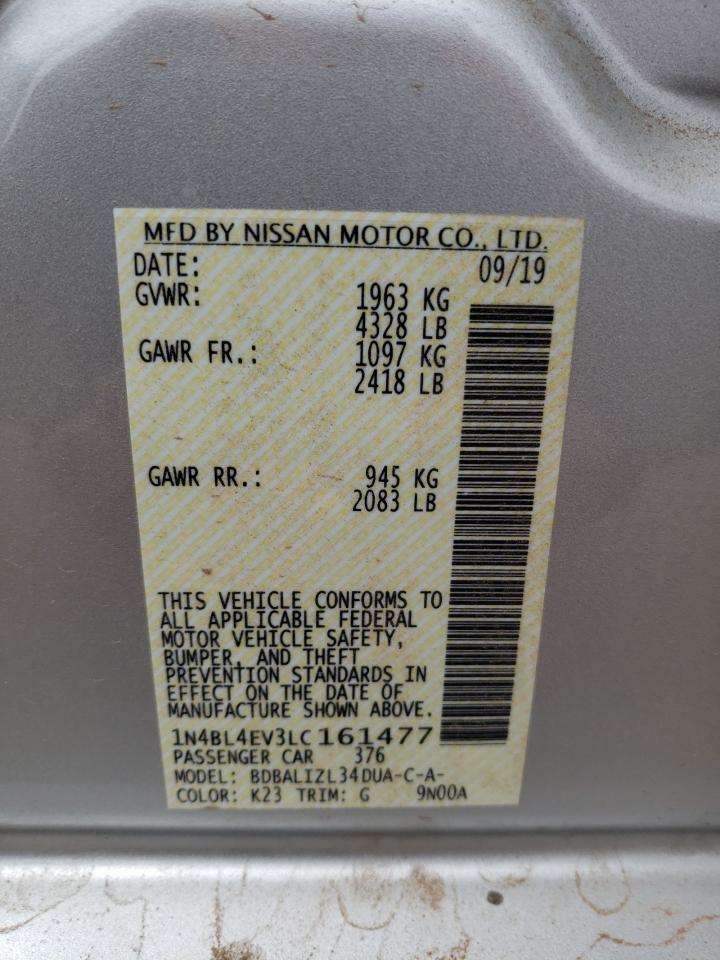 MFD BY NISSAN MOTOR CO., LTD.
DATE: 09/19
GVWR: 1963 KG
4328 LB
GAWR FR.: 1097 KG
2418 LB
GAWR RR.: 945 KG
2083 LB
THIS VEHICLE CONFORMS TO
ALL APPLICABLE FEDERAL
MOTOR VEHICLE SAFETY,
BUMPER, AND THEFT
PREVENTION STANDARDS IN
EFFECT ON THE DATE OF
MANUFACTURE SHOWN ABOVE.
1N4BL4EV3LC161477
PASSENGER CAR 376
MODEL: BDBALIZL34DUA-C-A-
COLOR: K23 TRIM: G 9N00A